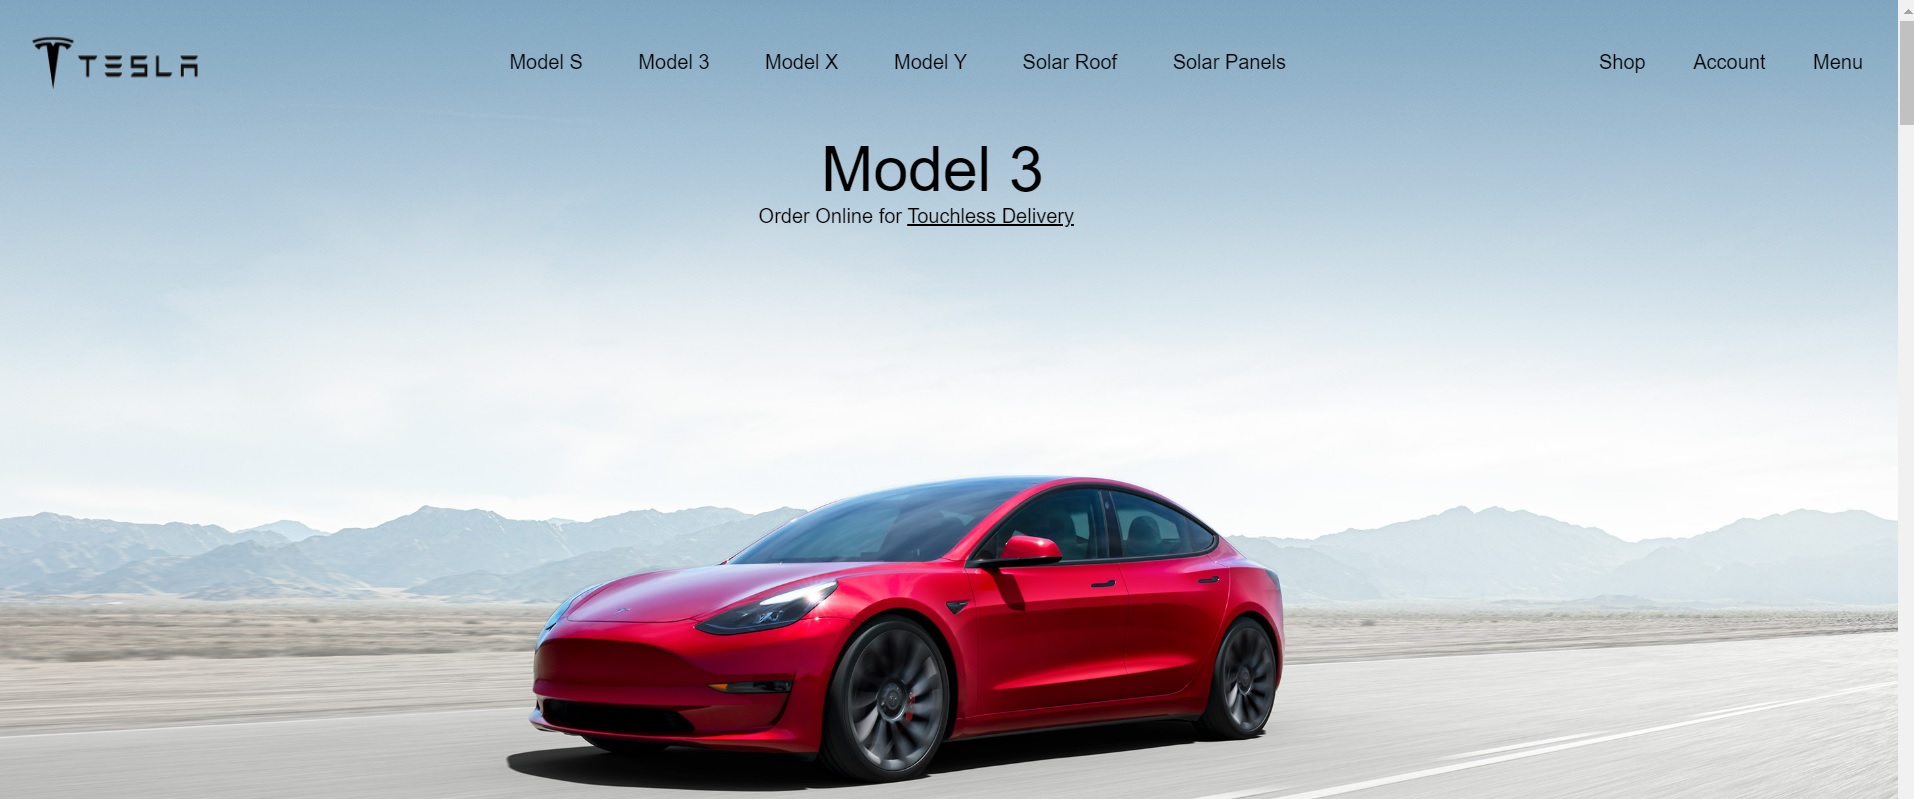 TESLA
Model S Model 3 Model X Model Y Solar Roof Solar Panels
Shop Account Menu
Model 3
Order Online for Touchless Delivery